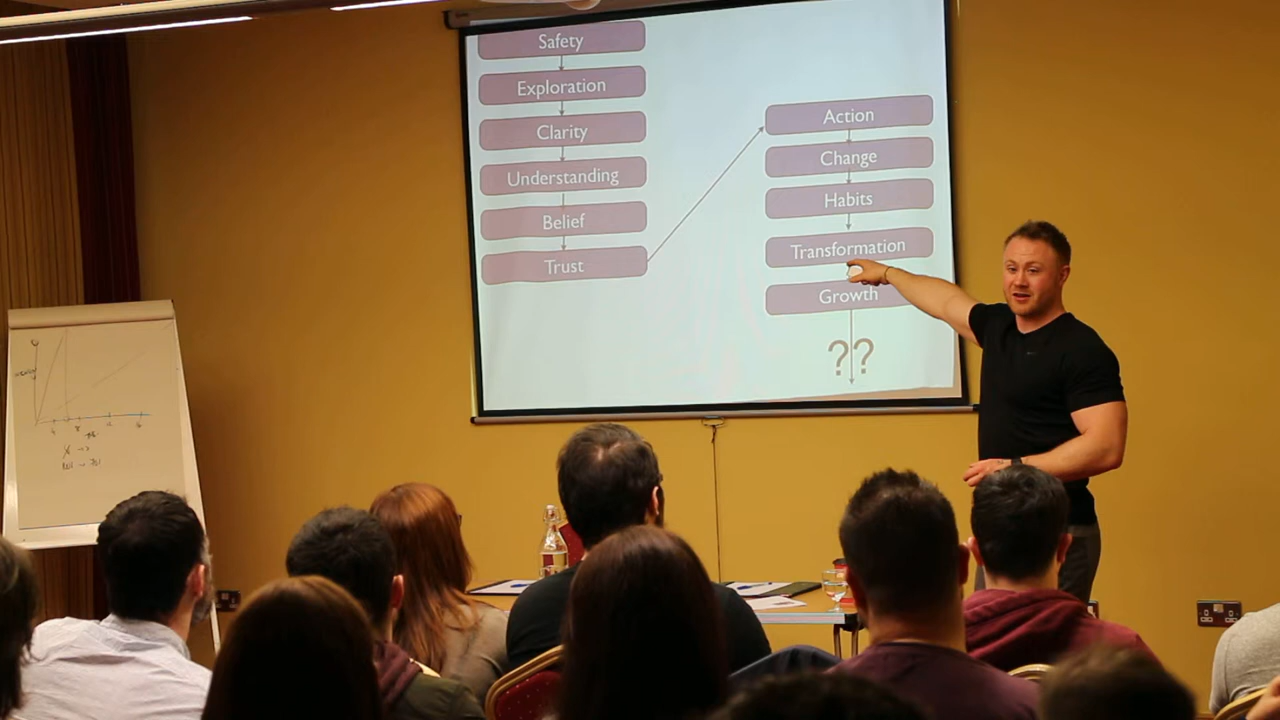 Safety
Exploration
Clarity
Understanding
Belief
Trust
Action
Change
Habits
Transformation
Growth
??